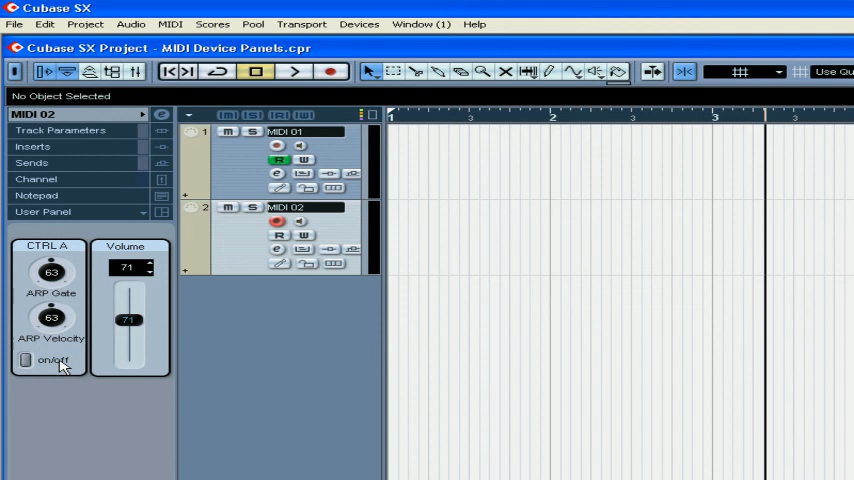 Cubase SX
File Edit Project Audio MIDI Scores Pool Transport Devices Window (1) Help
Cubase SX Project - MIDI Device Panels.cpr
Use Qu
No Object Selected
MIDI 02
Track Parameters
Inserts
Sends
Channel
Notepad
User Panel
CTRL A
63
ARP Gate
63
ARP Velocity
on/off
Volume
71
71
1 m S MIDI 01
R W
e
2 m S MIDI 02
R W
e
1 3 2 3 3 3